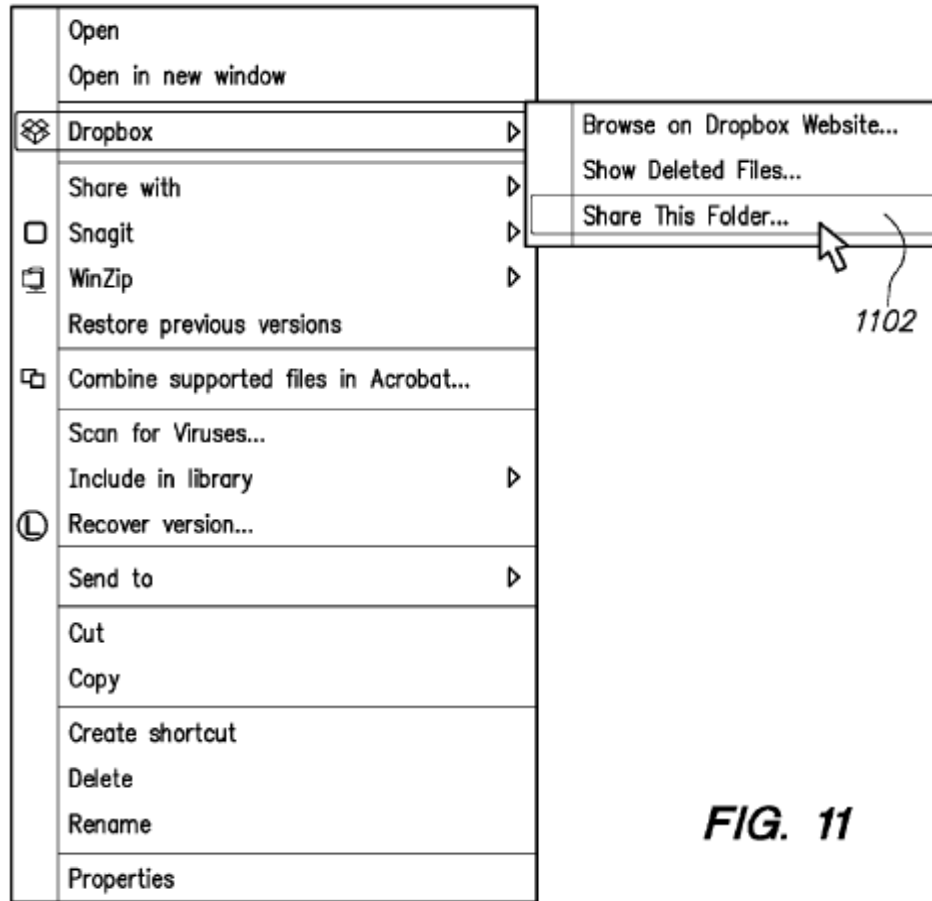 Open
Open in new window
Dropbox
Browse on Dropbox Website...
Show Deleted Files...
Share This Folder...
1102
Share with
Snagit
WinZip
Restore previous versions
Combine supported files in Acrobat...
Scan for Viruses...
Include in library
L
Recover version...
Send to
Cut
Copy
Create shortcut
Delete
Rename
Properties
FIG. 11